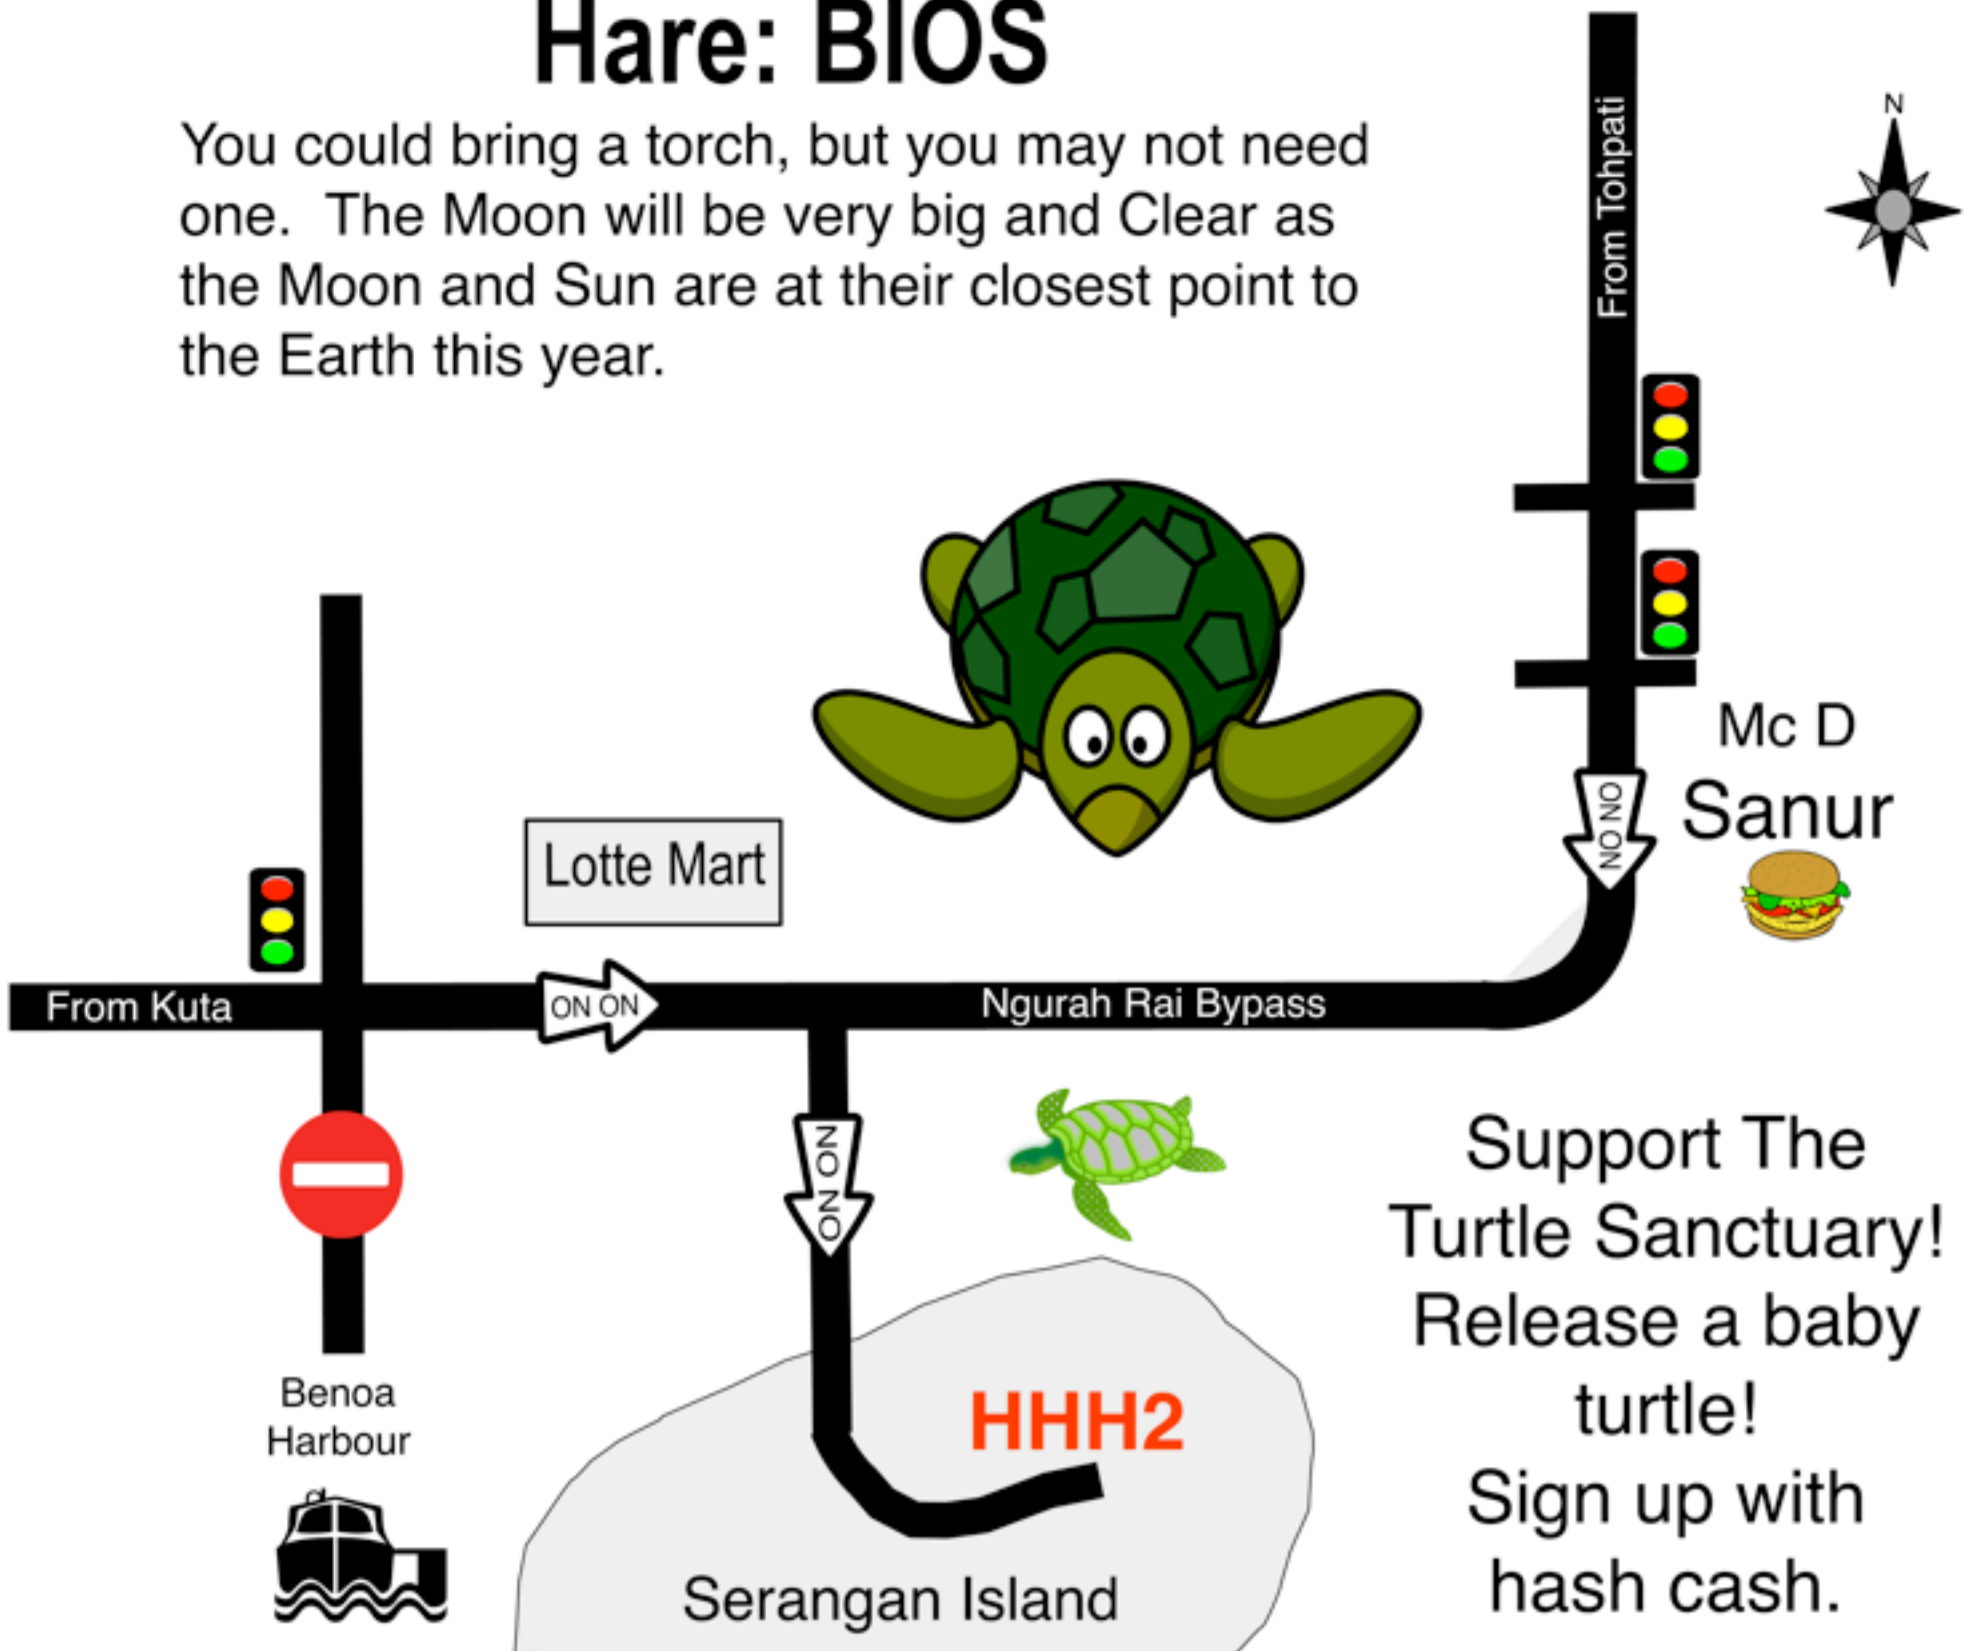 Hare: BIOS
You could bring a torch, but you may not need
one. The Moon will be very big and Clear as
the Moon and Sun are at their closest point to
the Earth this year.
From Tohpati
N
Mc D
Sanur
ON ON
Lotte Mart
From Kuta
ON ON
Ngurah Rai Bypass
ON ON
Support The
Turtle Sanctuary!
Release a baby
turtle!
Sign up with
hash cash.
Benoa
Harbour
HHH2
Serangan Island